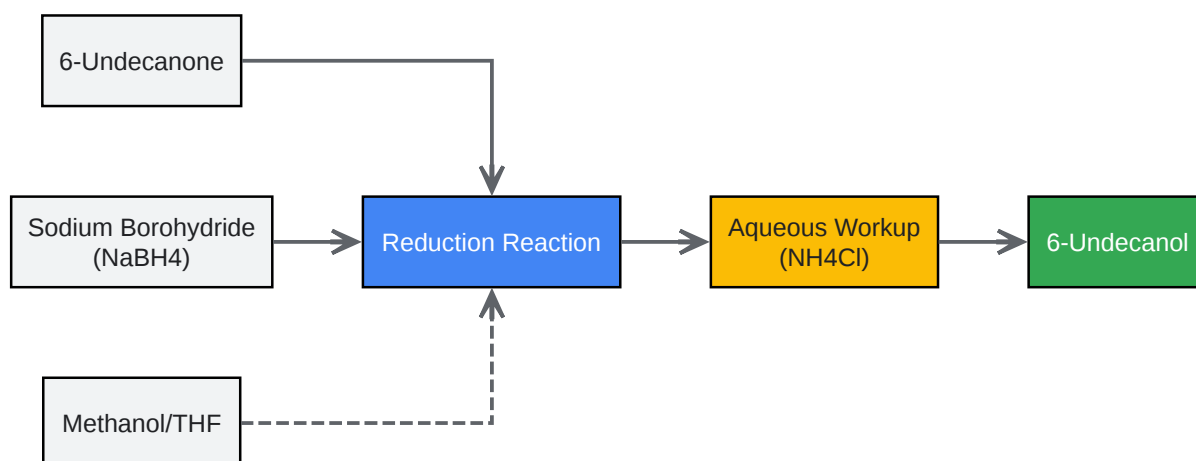 6-Undecanone
Sodium Borohydride
(NaBH4)
Reduction Reaction
Aqueous Workup
(NH4Cl)
6-Undecanol
Methanol/THF